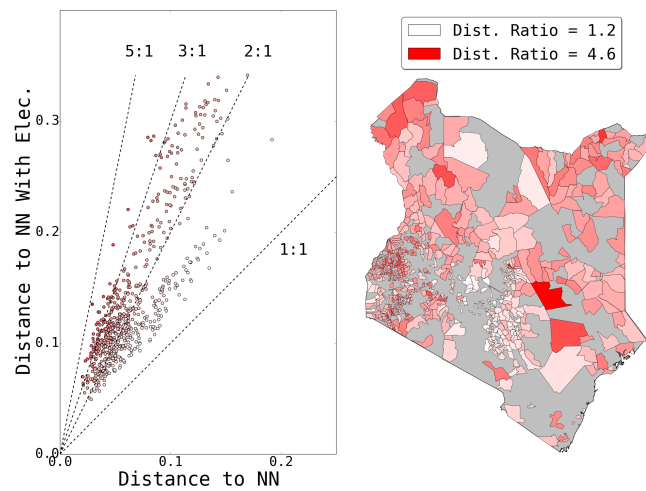 5:1 3:1 2:1
1:1
Distance to NN With Elec.
0.3
0.2
0.1
0.0
0.0 0.1 0.2
Distance to NN
Dist. Ratio = 1.2
Dist. Ratio = 4.6